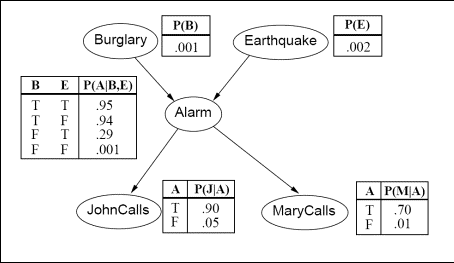 P(B)
.001
Burglary
Earthquake
P(E)
.002
B E P(A|B,E)
T T .95
T F .94
F T .29
F F .001
Alarm
JohnCalls
A P(J|A)
T .90
F .05
MaryCalls
A P(M|A)
T .70
F .01